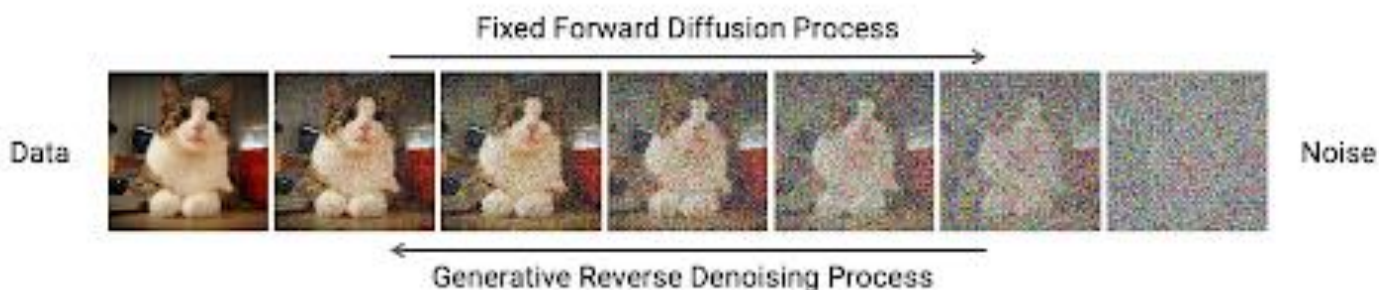 Fixed Forward Diffusion Process
Data
Noise
Generative Reverse Denoising Process